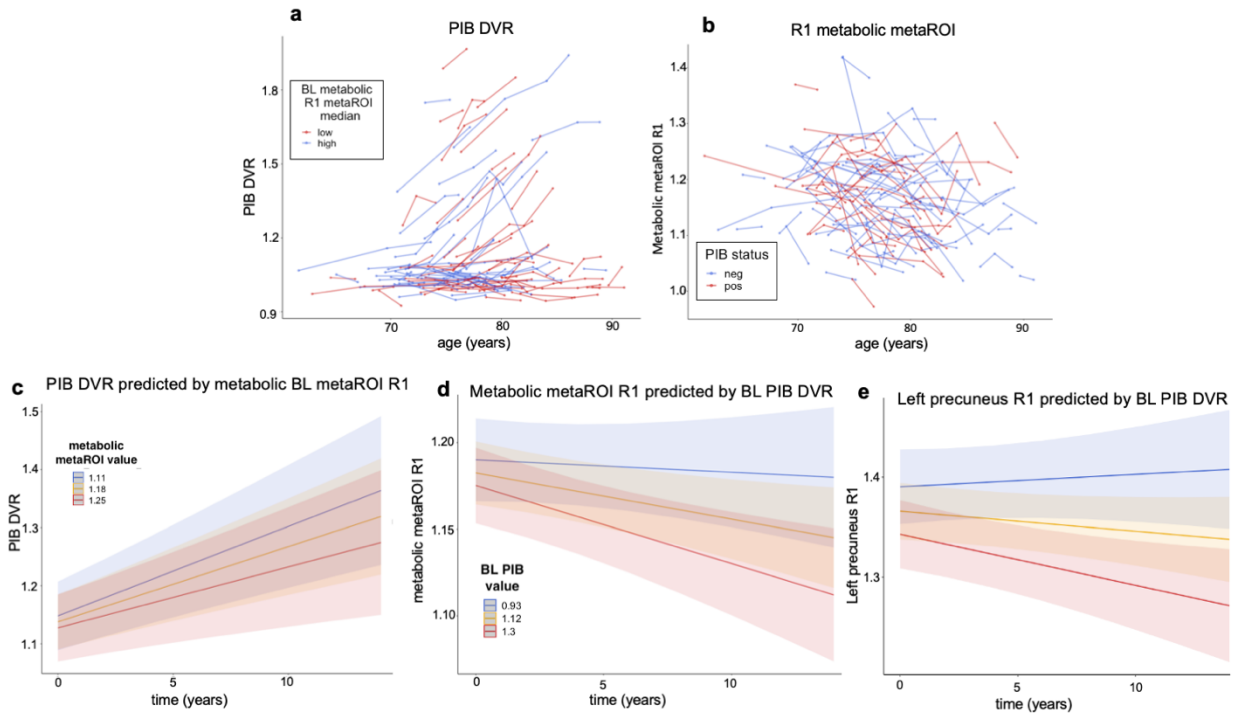 a
PIB DVR
1.8
1.5
1.2
0.9
PIB DVR
BL metabolic
R1 metaROI
median
low
high
70
80
90
age (years)
b
R1 metabolic metaROI
1.4
1.3
1.2
1.1
1.0
Metabolic metaROI R1
PIB status
neg
pos
70
80
90
age (years)
c
PIB DVR predicted by metabolic BL metaROI R1
1.5
1.4
1.3
1.2
1.1
PIB DVR
metabolic
metaROI value
1.11
1.18
1.25
0
5
10
time (years)
d
Metabolic metaROI R1 predicted by BL PIB DVR
1.20
1.15
1.10
metabolic metaROI R1
BL PIB
value
0.93
1.12
1.3
0
5
10
time (years)
e
Left precuneus R1 predicted by BL PIB DVR
1.4
1.3
Left precuneus R1
0
5
10
time (years)